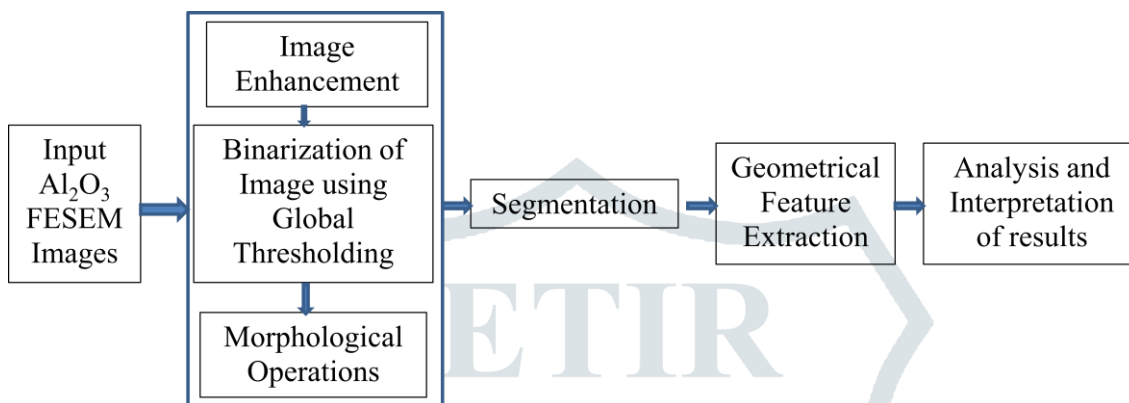 Image
Enhancement
Input
Al₂O₃
FESEM
Images
Binarization of
Image using
Global
Thresholding
Morphological
Operations
Segmentation
Geometrical
Feature
Extraction
Analysis and
Interpretation
of results
ETIR